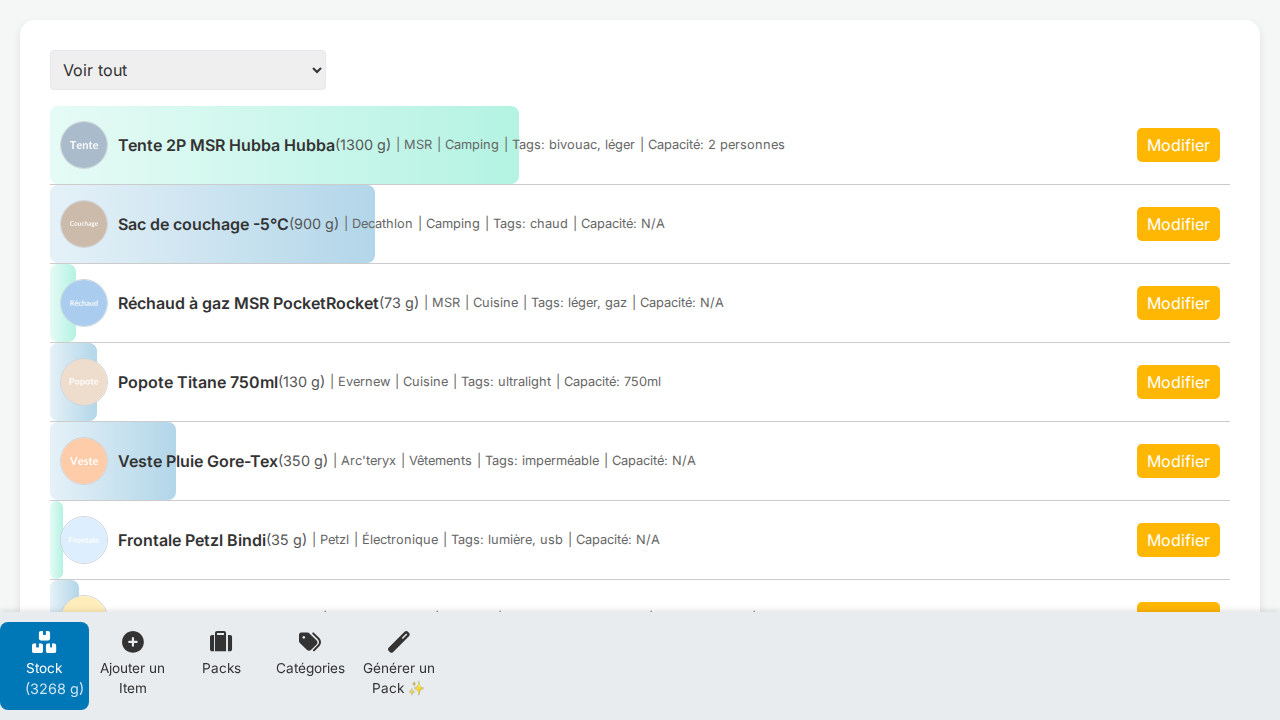 Voir tout
Tente
Tente 2P MSR Hubba Hubba(1300 g) | MSR | Camping | Tags: bivouac, léger | Capacité: 2 personnes
Modifier
Couchage
Sac de couchage -5°C(900 g) | Decathlon | Camping | Tags: chaud | Capacité: N/A
Modifier
Réchaud
Réchaud à gaz MSR PocketRocket(73 g) | MSR | Cuisine | Tags: léger, gaz | Capacité: N/A
Modifier
Popote
Popote Titane 750ml(130 g) | Evernew | Cuisine | Tags: ultralight | Capacité: 750ml
Modifier
Veste
Veste Pluie Gore-Tex(350 g) | Arc'teryx | Vêtements | Tags: imperméable | Capacité: N/A
Modifier
Frontale
Frontale Petzl Bindi(35 g) | Petzl | Électronique | Tags: lumière, usb | Capacité: N/A
Modifier
Stock
(3268 g)
Ajouter un
Item
Packs
Catégories
Générer un
Pack ✨